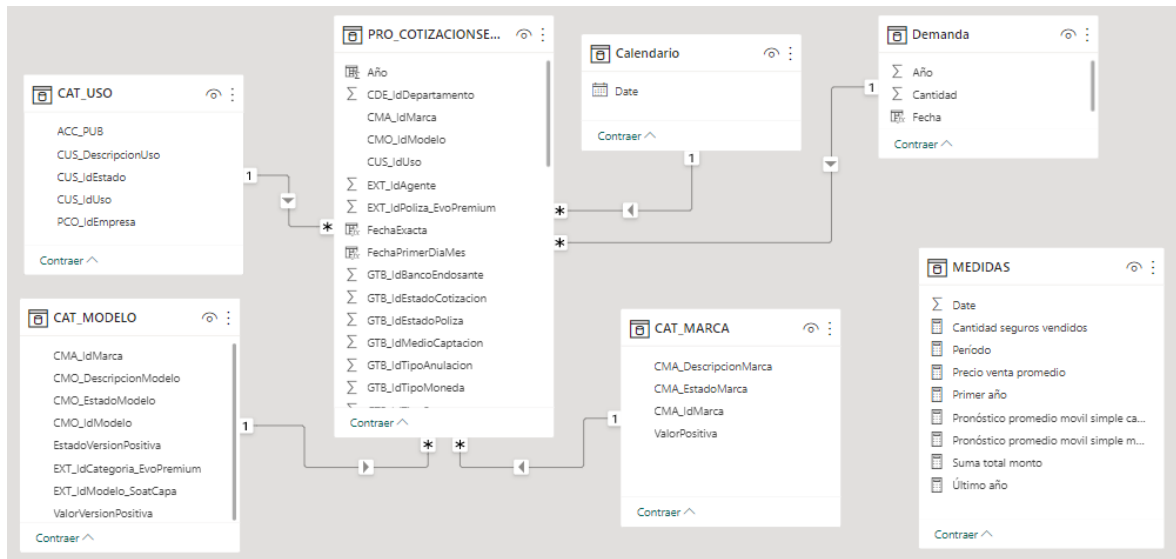 CAT_USO
ACC_PUB
CUS_DescripcionUso
CUS_IdEstado
CUS_IdUso
PCO_IdEmpresa
Contraer
CAT_MODELO
CMA_IdMarca
CMO_DescripcionModelo
CMO_EstadoModelo
CMO_IdModelo
EstadoVersionPositiva
EXT_IdCategoria_EvoPremium
EXT_IdModelo_SoatCapa
ValorVersionPositiva
Contraer
PRO_COTIZACIONSE...
Año
CDE_IdDepartamento
CMA_IdMarca
CMO_IdModelo
CUS_IdUso
EXT_IdAgente
EXT_IdPoliza_EvoPremium
FechaExacta
FechaPrimerDiaMes
GTB_IdBancoEndosante
GTB_IdEstadoCotizacion
GTB_IdEstadoPoliza
GTB_IdMedioCaptacion
GTB_IdTipoAnulacion
GTB_IdTipoMoneda
Contraer
Calendario
Date
Contraer
CAT_MARCA
CMA_DescripcionMarca
CMA_EstadoMarca
CMA_IdMarca
ValorPositiva
Contraer
Demanda
Año
Cantidad
Fecha
Contraer
MEDIDAS
Date
Cantidad seguros vendidos
Período
Precio venta promedio
Primer año
Pronóstico promedio movil simple ca...
Pronóstico promedio movil simple m...
Suma total monto
Último año
Contraer
1
*
1
*
1
*
1
*
1
*